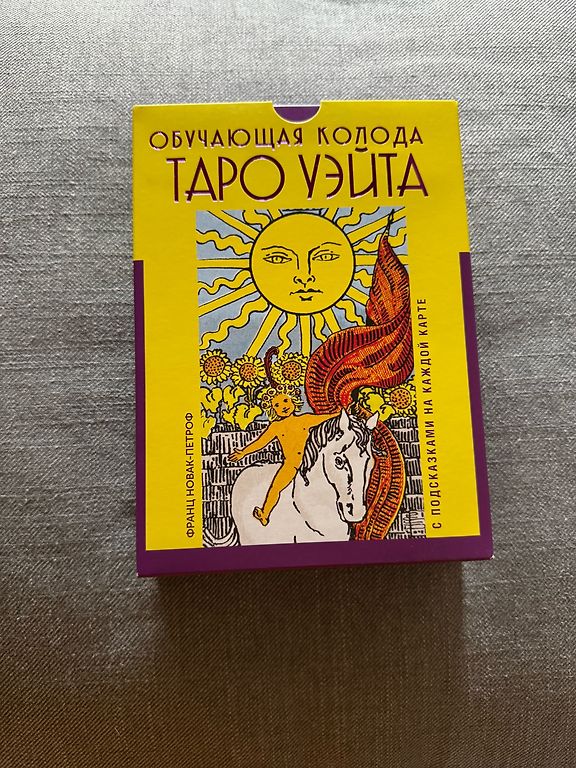 ОБУЧАЮЩАЯ КОЛОДА
ТАРО УЭЙТА
ФРАНЦ НОВАК-ПЕТРОФ
С ПОДСКАЗКАМИ НА КАЖДОЙ КАРТЕ